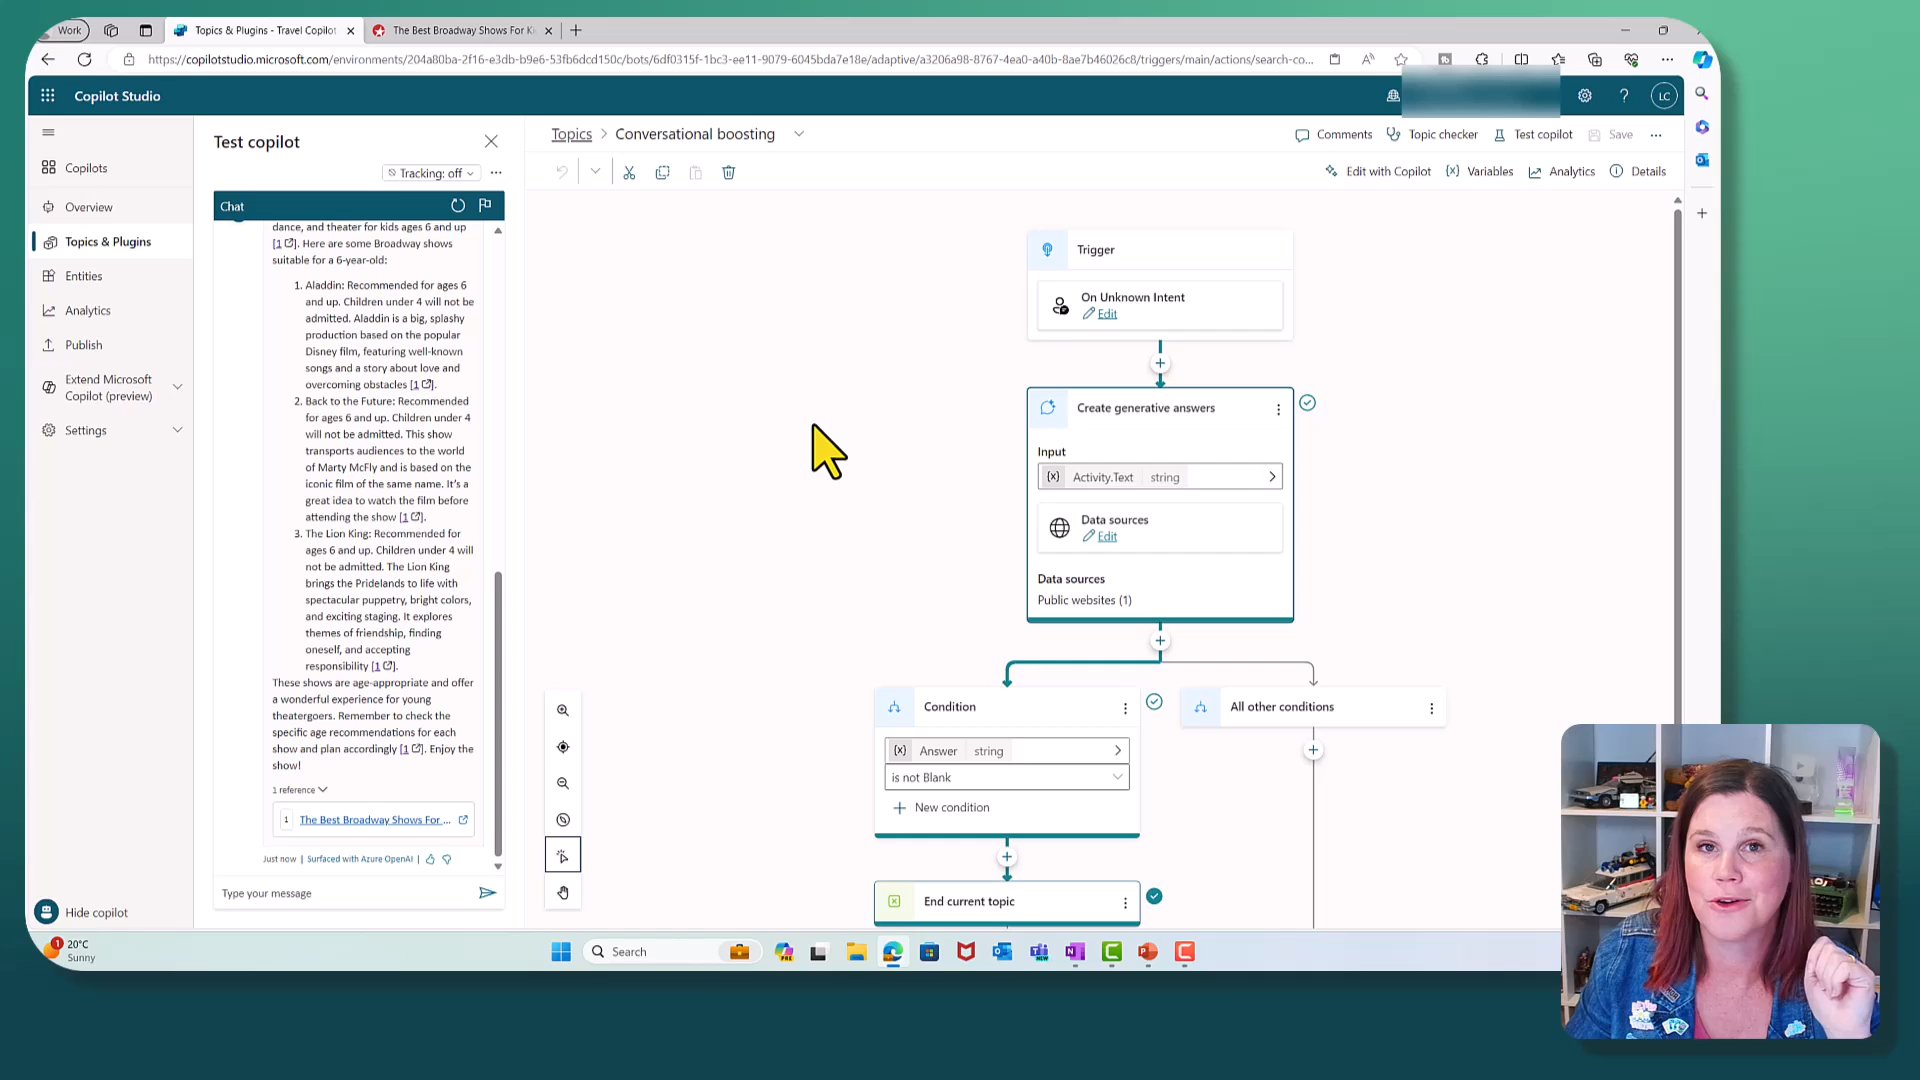 Work
Topics & Plugins - Travel Copilot
The Best Broadway Shows For Ki
https://copilotstudio.microsoft.com/environments/204a80ba-2f16-e3db-b9e6-53fb6dcd150c/bots/6df0315f-1bc3-ee11-9079-6045bda7e18e/adaptive/a3206a98-8767-4ea0-a40b-8ae7b46026c8/triggers/main/actions/search-co...
Copilot Studio
LC
Copilots
Overview
Topics & Plugins
Entities
Analytics
Publish
Extend Microsoft
Copilot (preview)
Settings
Hide copilot
Test copilot
Tracking: off
Chat
dance, and theater for kids ages 6 and up
[1]. Here are some Broadway shows
suitable for a 6-year-old:
1. Aladdin: Recommended for ages 6
and up. Children under 4 will not be
admitted. Aladdin is a big, splashy
production based on the popular
Disney film, featuring well-known
songs and a story about love and
overcoming obstacles [1].
2. Back to the Future: Recommended
for ages 6 and up. Children under 4
will not be admitted. This show
transports audiences to the world
of Marty McFly and is based on the
iconic film of the same name. It's a
great idea to watch the film before
attending the show [1].
3. The Lion King: Recommended for
ages 6 and up. Children under 4 will
not be admitted. The Lion King
brings the Pridelands to life with
spectacular puppetry, bright colors,
and exciting staging. It explores
themes of friendship, finding
oneself, and accepting
responsibility [1].
These shows are age-appropriate and offer
a wonderful experience for young
theatergoers. Remember to check the
specific age recommendations for each
show and plan accordingly [1]. Enjoy the
show!
1 reference
1 The Best Broadway Shows For ...
Just now | Surfaced with Azure OpenAI |
Type your message
Topics > Conversational boosting
Comments
Topic checker
Test copilot
Save
Edit with Copilot
{x} Variables
Analytics
Details
Trigger
On Unknown Intent
Edit
Create generative answers
Input
{x} Activity.Text string
Data sources
Edit
Data sources
Public websites (1)
Condition
{x} Answer string
is not Blank
New condition
All other conditions
End current topic
1
20°C
Sunny
Search
PRE
NEW